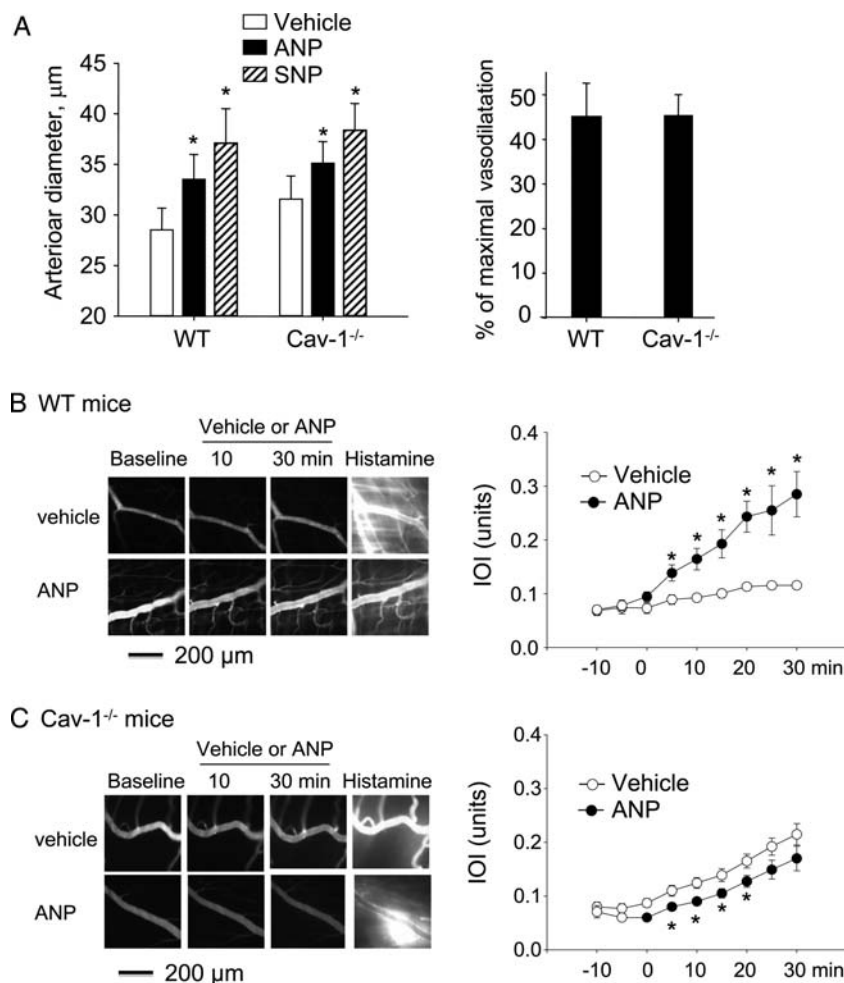 A
Vehicle
ANP
SNP
Arterioar diameter, µm
45
40
35
30
25
20
* * * *
WT Cav-1-/-
% of maximal vasodilatation
50
40
30
20
10
0
WT Cav-1-/-
B WT mice
Vehicle or ANP
Baseline 10 30 min Histamine
vehicle
ANP
200 µm
IOI (units)
0.4
0.3
0.2
0.1
0.0
Vehicle
ANP
* * * * * *
-10 0 10 20 30 min
C Cav-1-/- mice
Vehicle or ANP
Baseline 10 30 min Histamine
vehicle
ANP
200 µm
IOI (units)
0.4
0.3
0.2
0.1
0.0
Vehicle
ANP
* * * *
-10 0 10 20 30 min